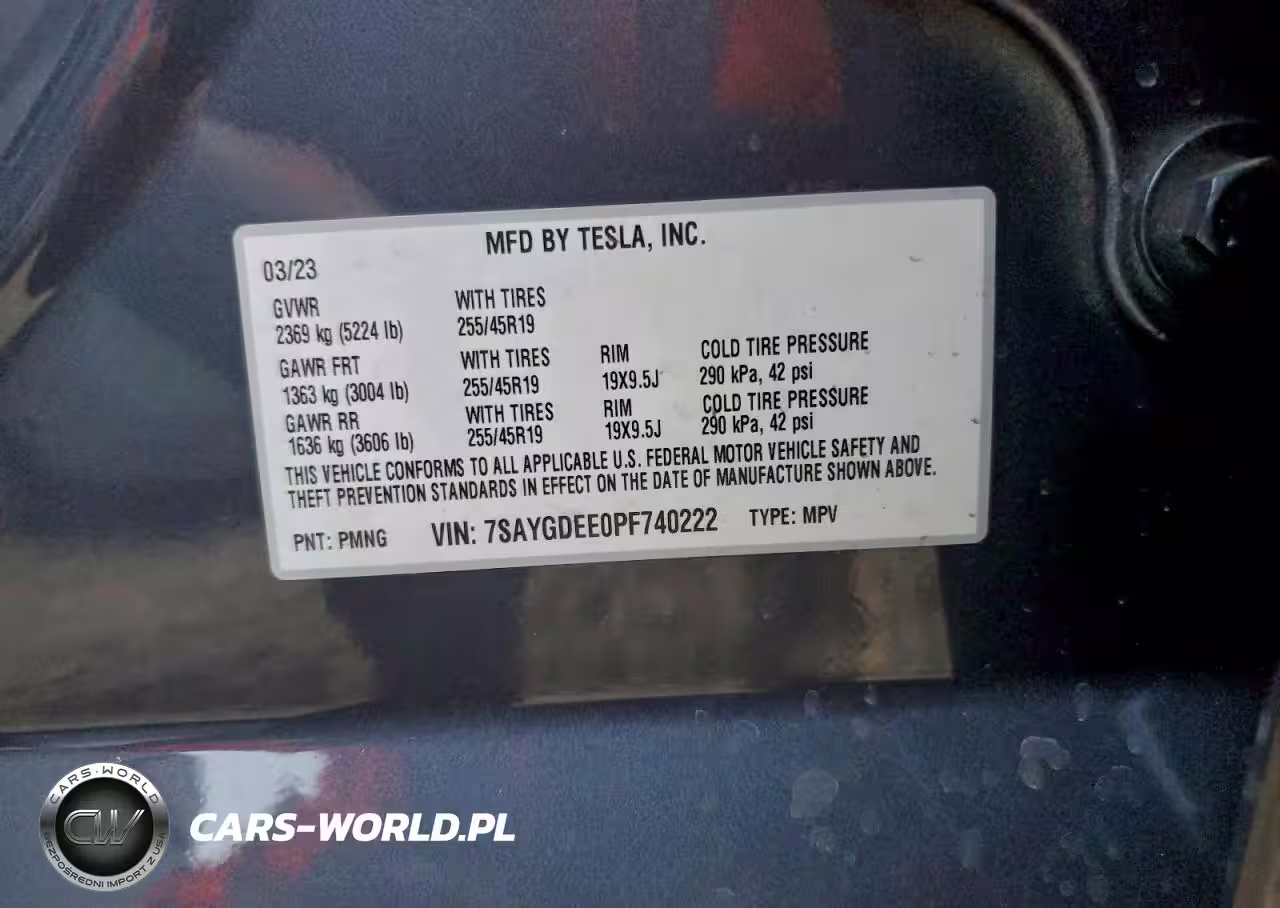 MFD BY TESLA, INC.
03/23
GVWR WITH TIRES
2369 kg (5224 lb) 255/45R19
GAWR FRT WITH TIRES RIM COLD TIRE PRESSURE
1363 kg (3004 lb) 255/45R19 19X9.5J 290 kPa, 42 psi
GAWR RR WITH TIRES RIM COLD TIRE PRESSURE
1636 kg (3606 lb) 255/45R19 19X9.5J 290 kPa, 42 psi
THIS VEHICLE CONFORMS TO ALL APPLICABLE U.S. FEDERAL MOTOR VEHICLE SAFETY AND
THEFT PREVENTION STANDARDS IN EFFECT ON THE DATE OF MANUFACTURE SHOWN ABOVE.
PNT: PMNG VIN: 7SAYGDEE0PF740222 TYPE: MPV
CARS-WORLD
CW
BEZPOŚREDNI IMPORT Z USA
CARS-WORLD.PL